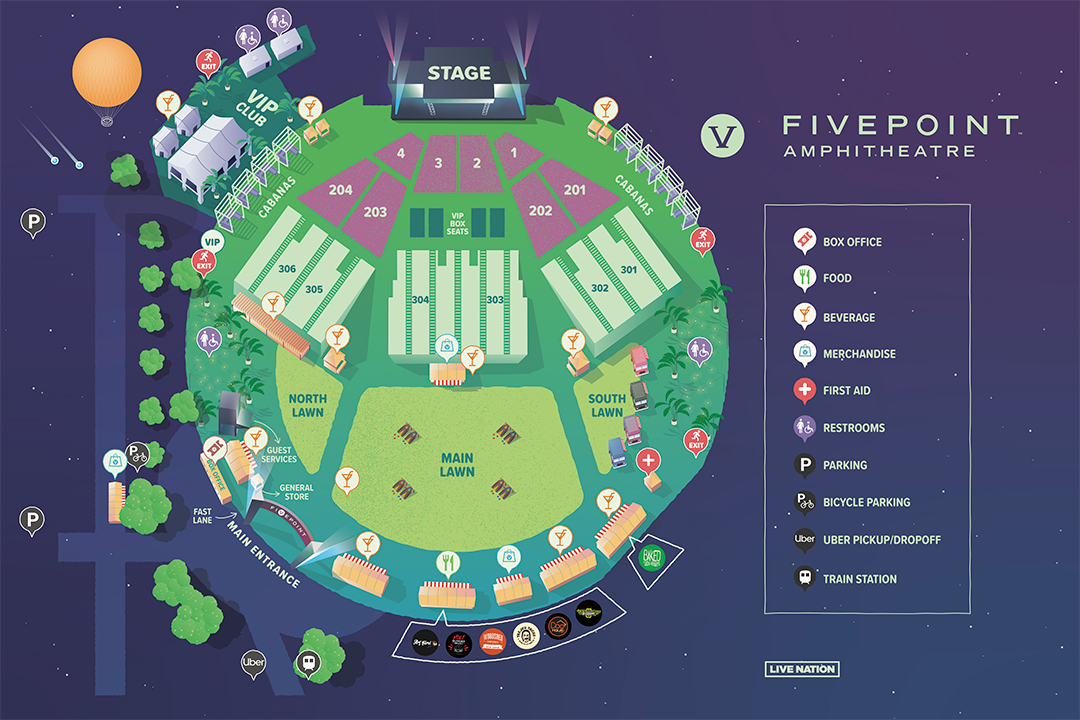 EXIT
VIP
CLUB
STAGE
V
FIVEPOINT
AMPHITHEATRE
CABANAS
CABANAS
4
3
2
1
204
203
202
201
VIP
BOX
SEATS
P
VIP
EXIT
EXIT
306
305
304
303
302
301
NORTH
LAWN
SOUTH
LAWN
MAIN
LAWN
GUEST
SERVICES
BOX OFFICE
GENERAL
STORE
FAST
LANE
FIVEPOINT
MAIN ENTRANCE
EXIT
P
P
Uber
BOX OFFICE
FOOD
BEVERAGE
MERCHANDISE
FIRST AID
RESTROOMS
P PARKING
P BICYCLE PARKING
Uber UBER PICKUP/DROPOFF
TRAIN STATION
LIVE NATION